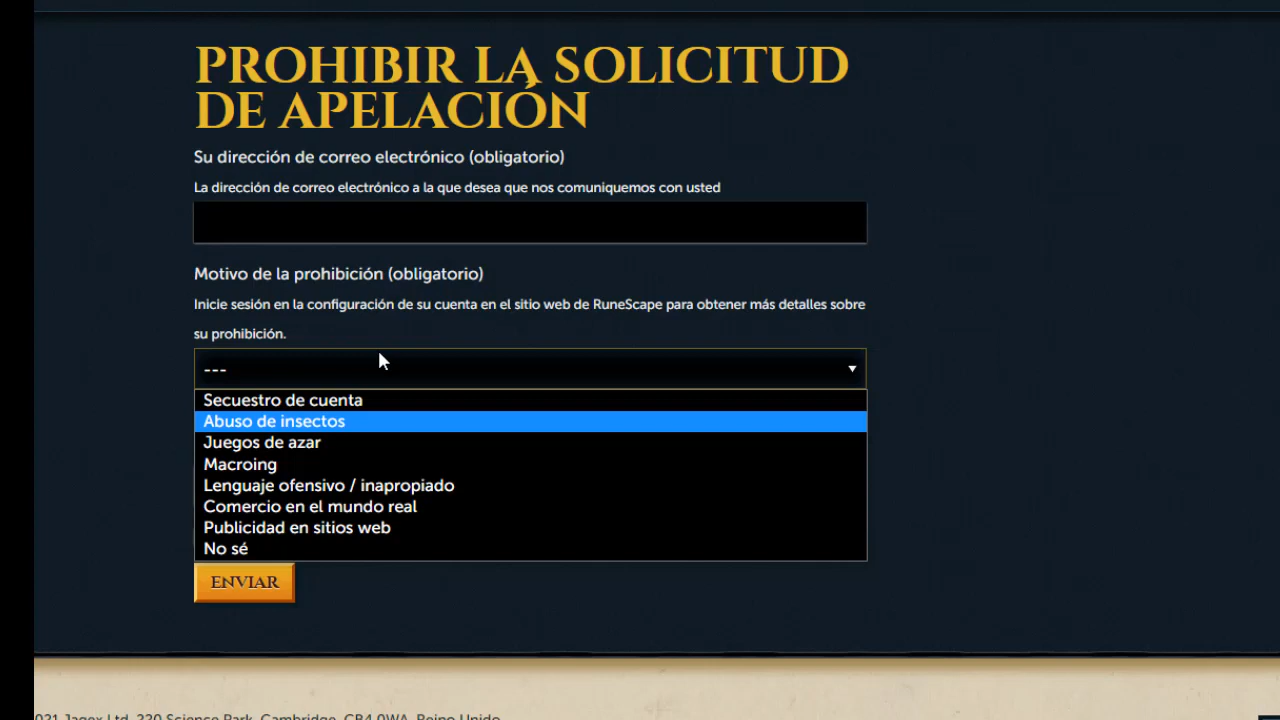 PROHIBIR LA SOLICITUD
DE APELACIÓN
Su dirección de correo electrónico (obligatorio)
La dirección de correo electrónico a la que desea que nos comuniquemos con usted
Motivo de la prohibición (obligatorio)
Inicie sesión en la configuración de su cuenta en el sitio web de RuneScape para obtener más detalles sobre
su prohibición.
---
Secuestro de cuenta
Abuso de insectos
Juegos de azar
Macroing
Lenguaje ofensivo / inapropiado
Comercio en el mundo real
Publicidad en sitios web
No sé
ENVIAR
021 Jagex Ltd, 220 Science Park, Cambridge, CB4 0WA, Reino Unido